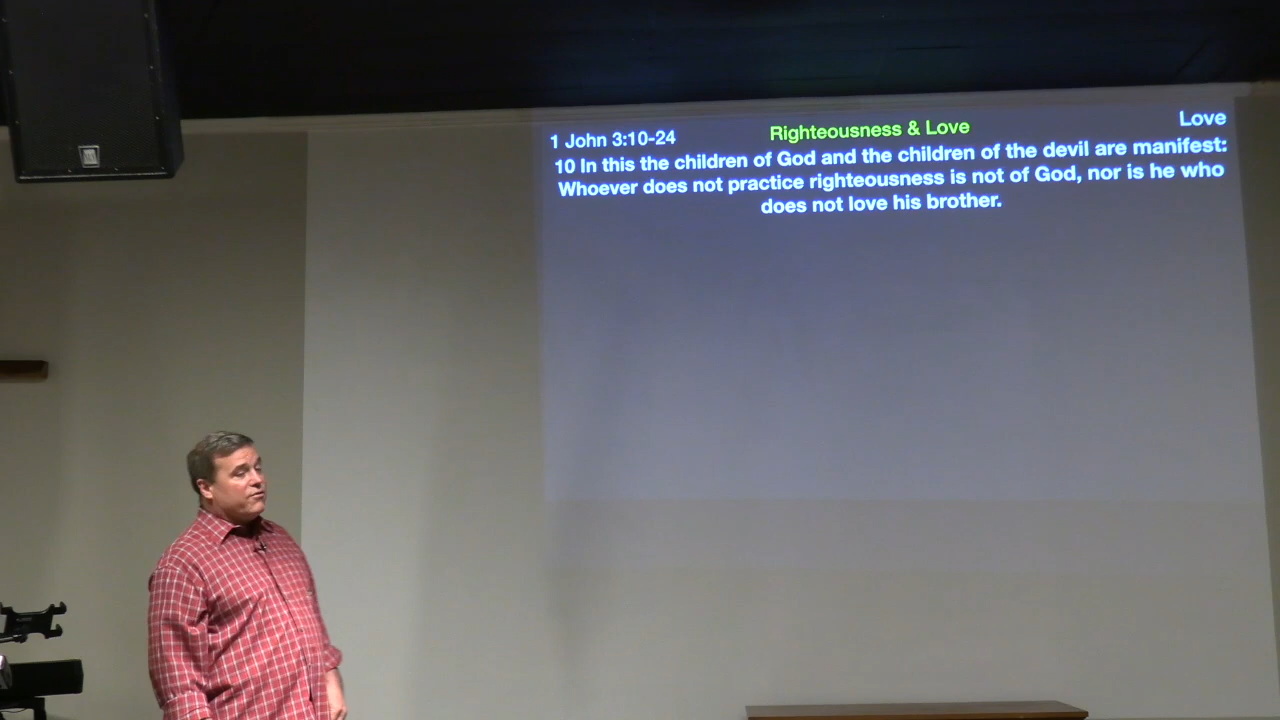 1 John 3:10-24 Righteousness & Love Love
10 In this the children of God and the children of the devil are manifest:
Whoever does not practice righteousness is not of God, nor is he who
does not love his brother.